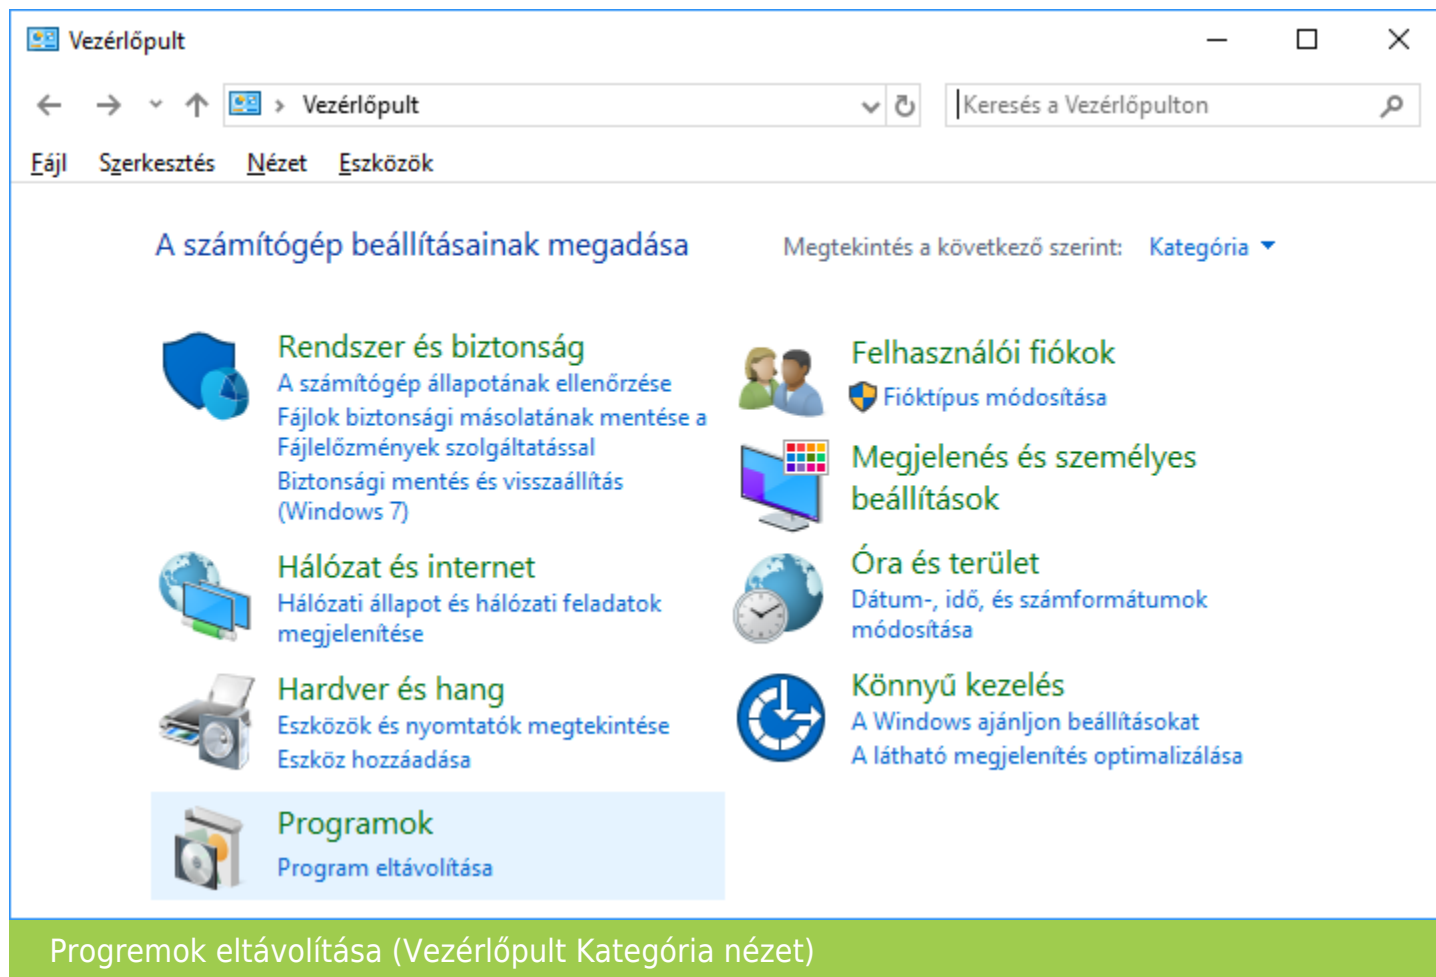 Vezérlőpult
Vezérlőpult
Keresés a Vezérlőpulton
Fájl Szerkesztés Nézet Eszközök
A számítógép beállításainak megadása
Megtekintés a következő szerint: Kategória
Rendszer és biztonság
A számítógép állapotának ellenőrzése
Fájlok biztonsági másolatának mentése a
Fájlelőzmények szolgáltatással
Biztonsági mentés és visszaállítás
(Windows 7)
Hálózat és internet
Hálózati állapot és hálózati feladatok
megjelenítése
Hardver és hang
Eszközök és nyomtatók megtekintése
Eszköz hozzáadása
Programok
Program eltávolítása
Felhasználói fiókok
Fióktípus módosítása
Megjelenés és személyes
beállítások
Óra és terület
Dátum-, idő, és számformátumok
módosítása
Könnyű kezelés
A Windows ajánljon beállításokat
A látható megjelenítés optimalizálása
Progremok eltávolítása (Vezérlőpult Kategória nézet)